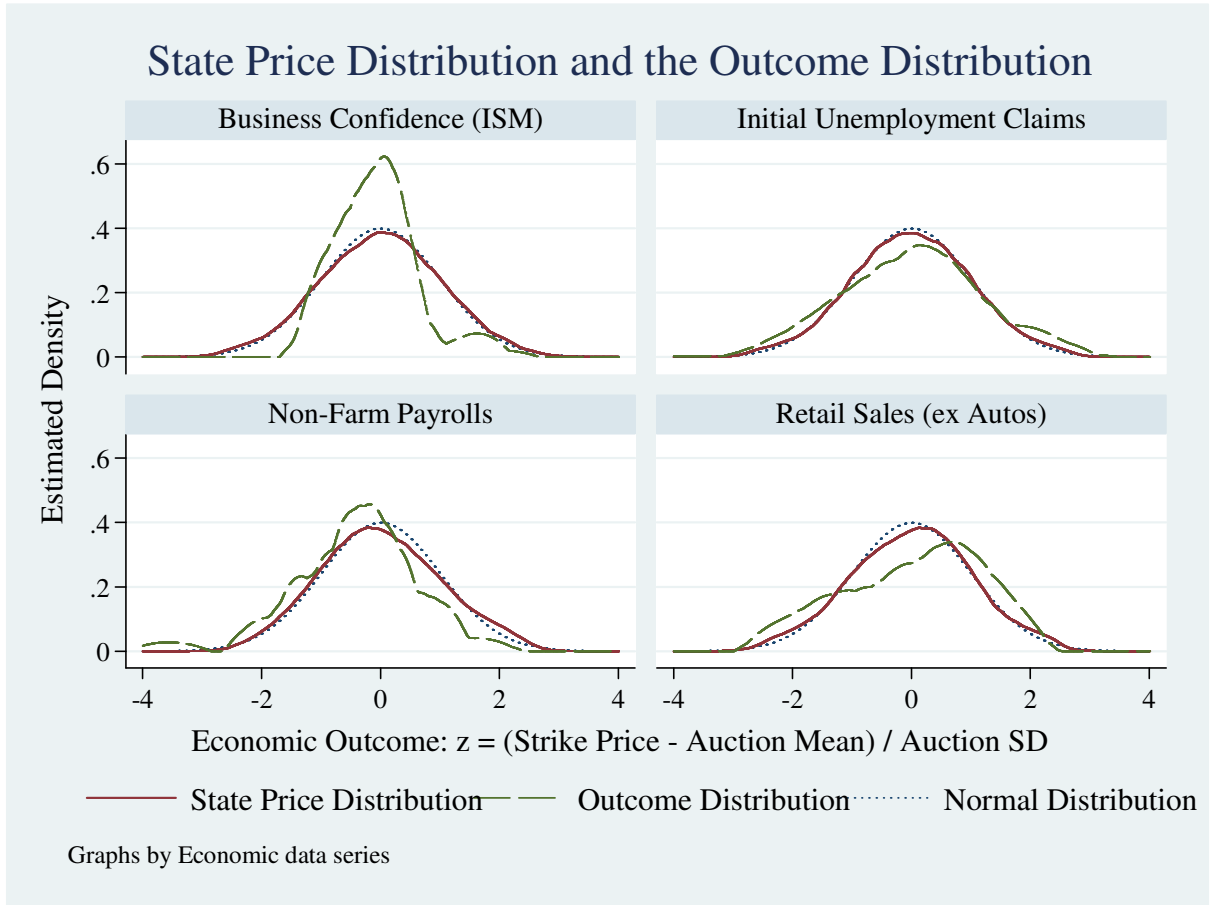 State Price Distribution and the Outcome Distribution
Business Confidence (ISM)
Initial Unemployment Claims
.6
.4
.2
0
Non-Farm Payrolls
Retail Sales (ex Autos)
.6
.4
.2
0
Estimated Density
-4 -2 0 2 4
-4 -2 0 2 4
Economic Outcome: z = (Strike Price - Auction Mean) / Auction SD
State Price Distribution Outcome Distribution Normal Distribution
Graphs by Economic data series